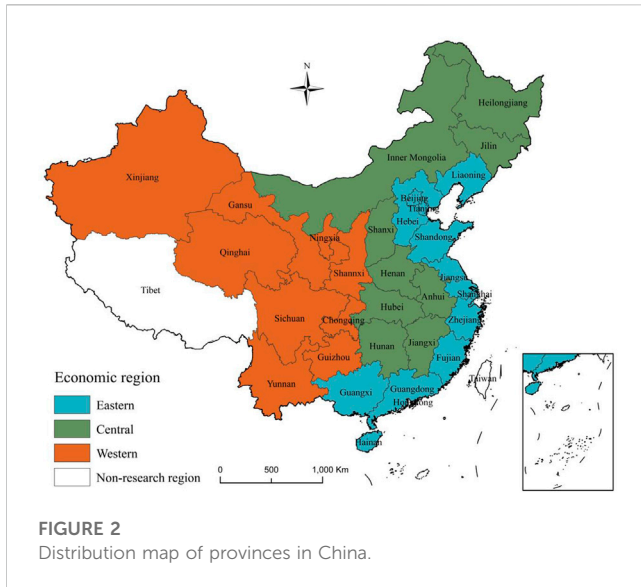 N
Heilongjiang
Jilin
Inner Mongolia
Liaoning
Xinjiang
Gansu
Beijing
Tianjing
Hebei
Shanxi
Ningxia
Shandong
Qinghai
Shannxi
Henan
Jiangsu
Tibet
Anhui
Shanghai
Hubei
Sichuan
Chongqing
Zhejiang
Hunan
Jiangxi
Guizhou
Fujian
Economic region
Yunnan
Guangxi
Guangdong
Taiwan
Hongkong
Eastern
Central
Hainan
Western
0 500 1,000 Km
Non-research region
FIGURE 2
Distribution map of provinces in China.